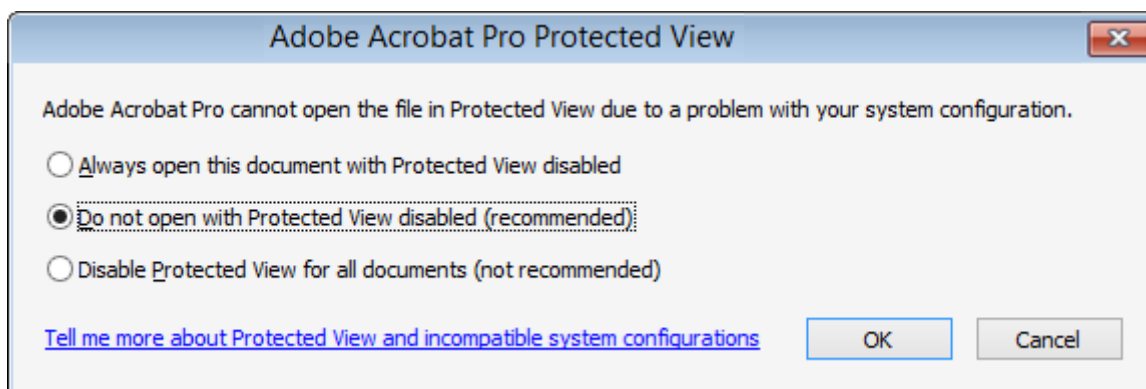 Adobe Acrobat Pro Protected View
Adobe Acrobat Pro cannot open the file in Protected View due to a problem with your system configuration.
Always open this document with Protected View disabled
Do not open with Protected View disabled (recommended)
Disable Protected View for all documents (not recommended)
Tell me more about Protected View and incompatible system configurations
OK
Cancel